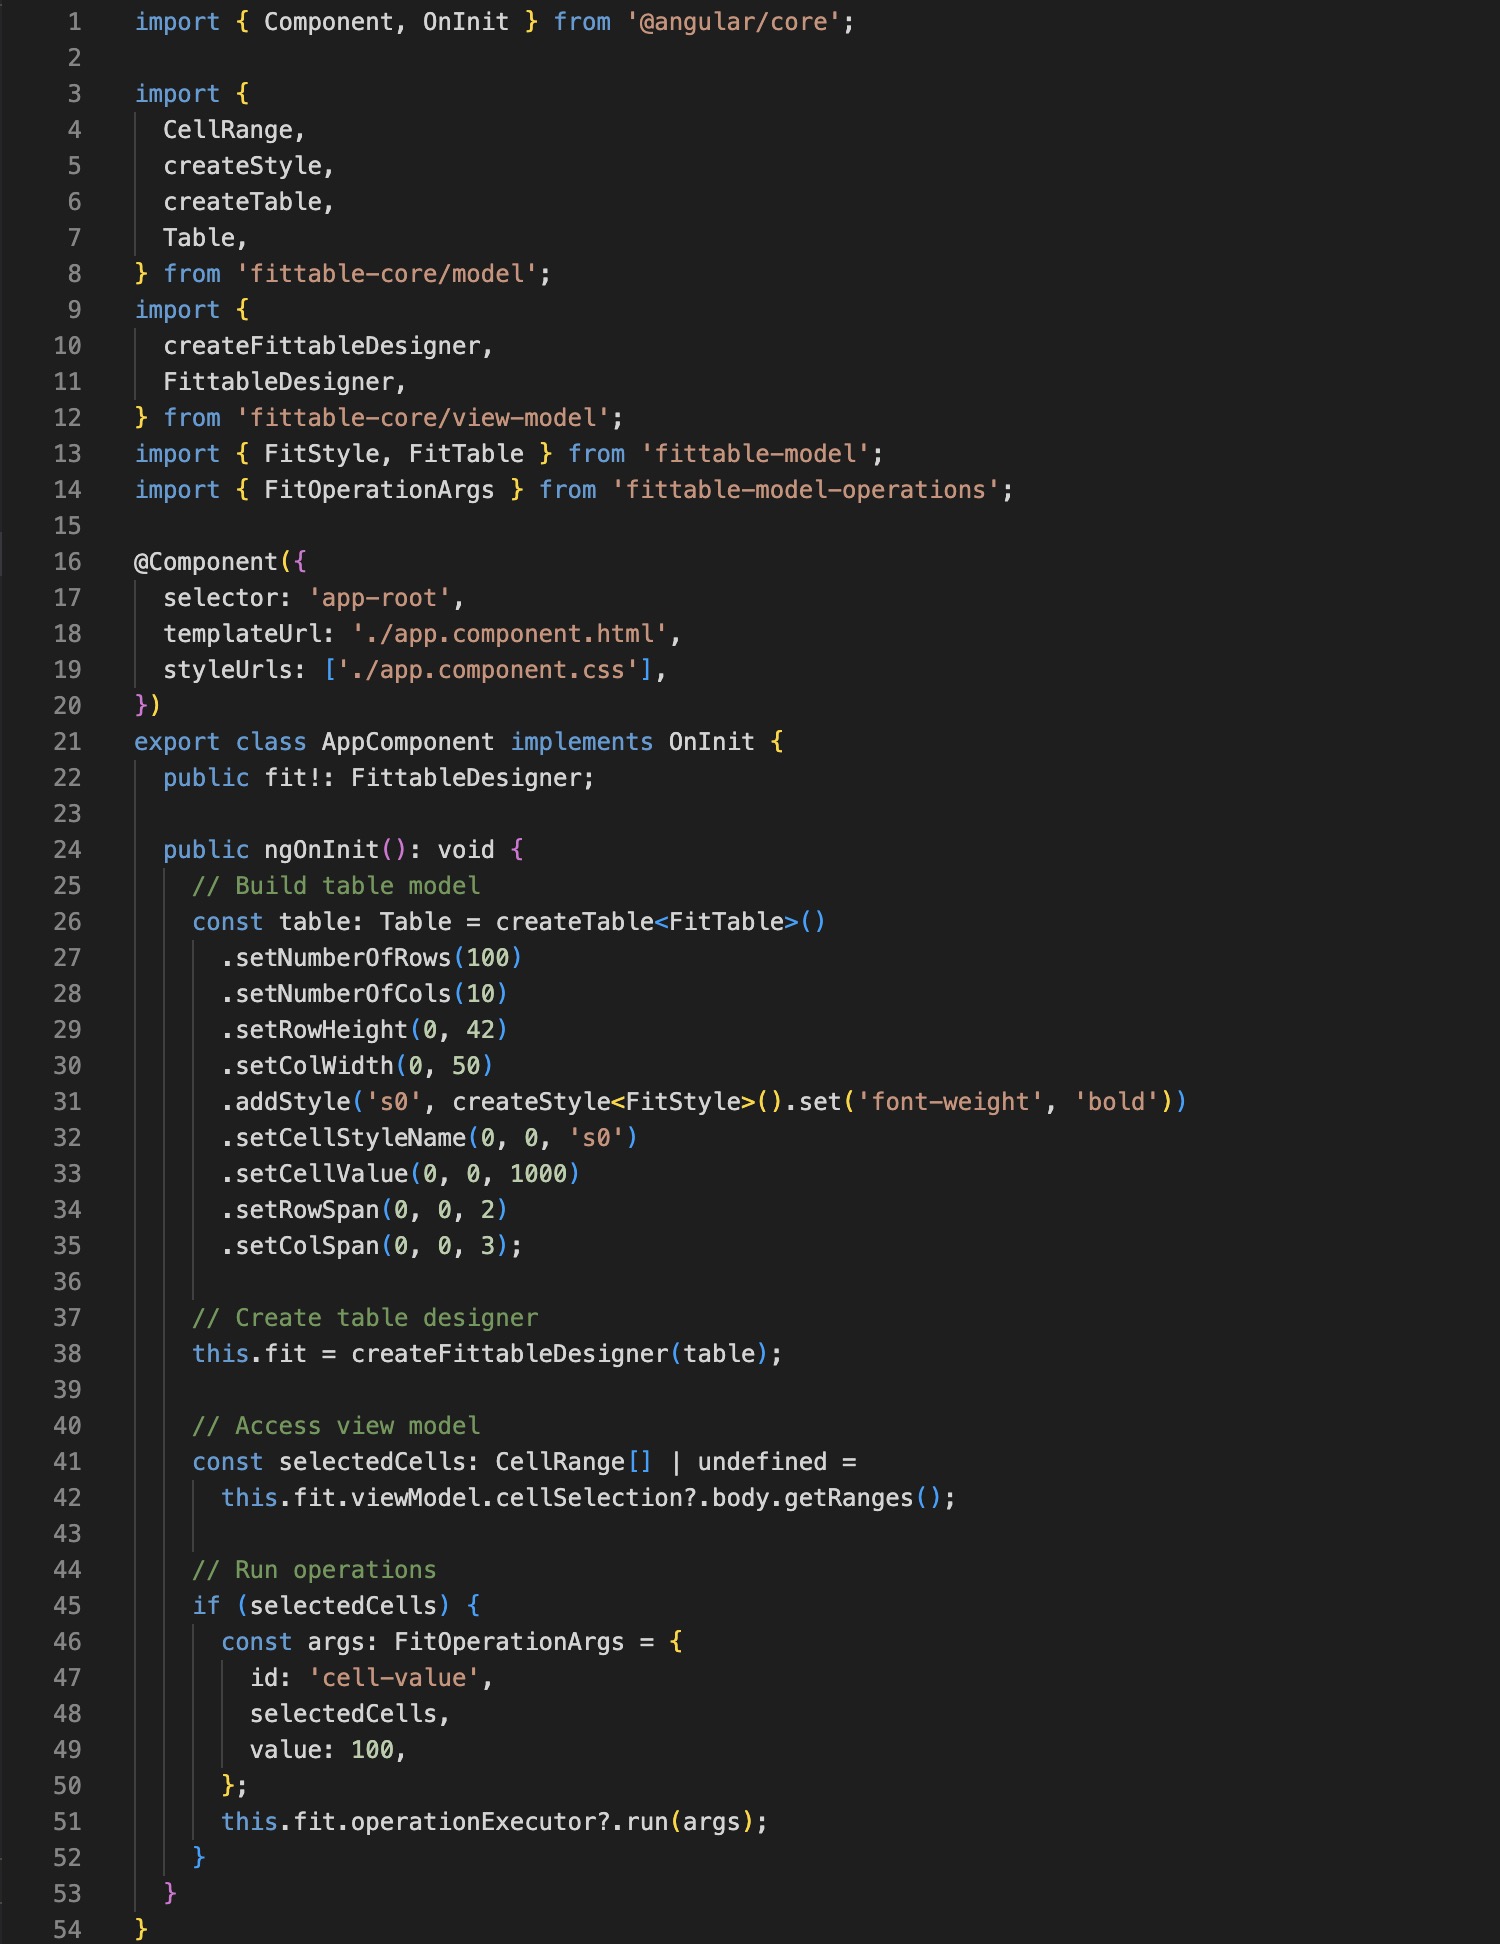 1 import { Component, OnInit } from '@angular/core';
2
3 import {
4   CellRange,
5   createStyle,
6   createTable,
7   Table,
8 } from 'fittable-core/model';
9 import {
10   createFittableDesigner,
11   FittableDesigner,
12 } from 'fittable-core/view-model';
13 import { FitStyle, FitTable } from 'fittable-model';
14 import { FitOperationArgs } from 'fittable-model-operations';
15
16 @Component({
17   selector: 'app-root',
18   templateUrl: './app.component.html',
19   styleUrls: ['./app.component.css'],
20 })
21 export class AppComponent implements OnInit {
22   public fit!: FittableDesigner;
23
24   public ngOnInit(): void {
25     // Build table model
26     const table: Table = createTable<FitTable>()
27       .setNumberOfRows(100)
28       .setNumberOfCols(10)
29       .setRowHeight(0, 42)
30       .setColWidth(0, 50)
31       .addStyle('s0', createStyle<FitStyle>().set('font-weight', 'bold'))
32       .setCellStyleName(0, 0, 's0')
33       .setCellValue(0, 0, 1000)
34       .setRowSpan(0, 0, 2)
35       .setColSpan(0, 0, 3);
36
37     // Create table designer
38     this.fit = createFittableDesigner(table);
39
40     // Access view model
41     const selectedCells: CellRange[] | undefined =
42       this.fit.viewModel.cellSelection?.body.getRanges();
43
44     // Run operations
45     if (selectedCells) {
46       const args: FitOperationArgs = {
47         id: 'cell-value',
48         selectedCells,
49         value: 100,
50       };
51       this.fit.operationExecutor?.run(args);
52     }
53   }
54 }